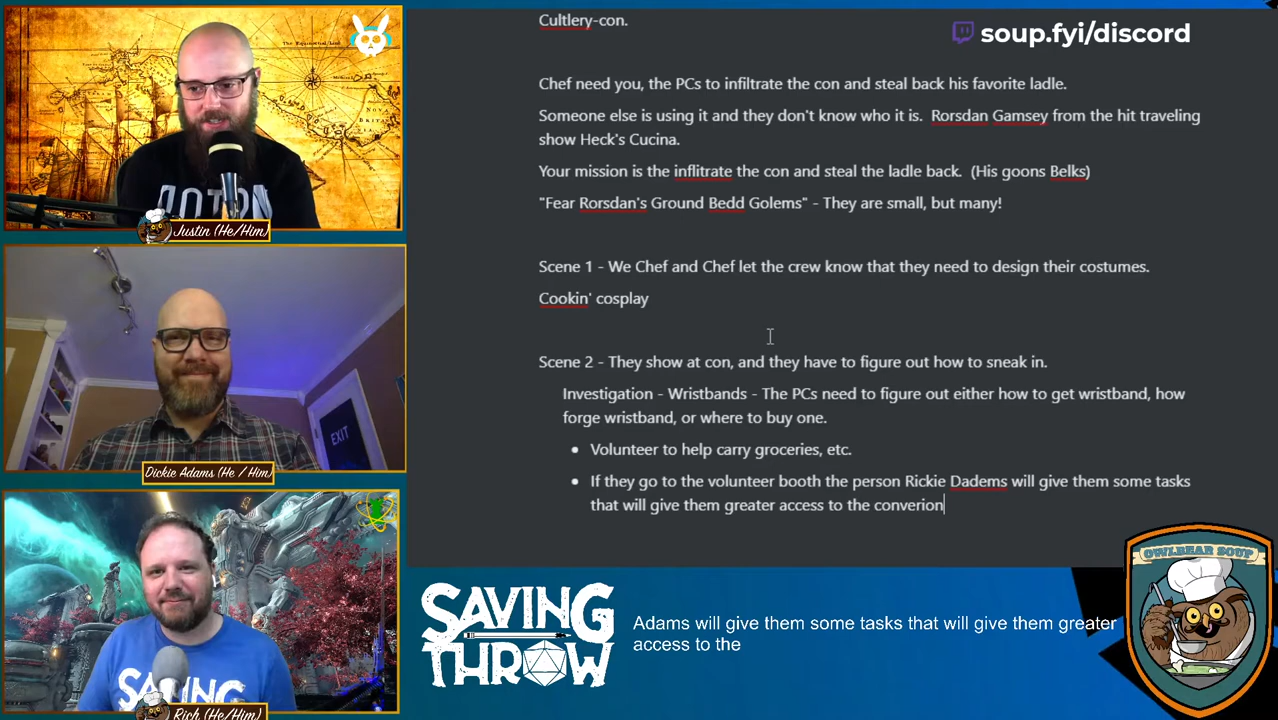 Cultlery-con.
soup.fyi/discord
Chef need you, the PCs to infiltrate the con and steal back his favorite ladle.
Someone else is using it and they don't know who it is.  Rorsdan Gamsey from the hit traveling
show Heck's Cucina.
Your mission is the inflitrate the con and steal the ladle back.  (His goons Belks)
"Fear Rorsdan's Ground Bedd Golems" - They are small, but many!
Scene 1 - We Chef and Chef let the crew know that they need to design their costumes.
Cookin' cosplay
Scene 2 - They show at con, and they have to figure out how to sneak in.
Investigation - Wristbands - The PCs need to figure out either how to get wristband, how
forge wristband, or where to buy one.
• Volunteer to help carry groceries, etc.
• If they go to the volunteer booth the person Rickie Dadems will give them some tasks
that will give them greater access to the converion
Justin (He/Him)
EXIT
Dickie Adams (He / Him)
SAVING
Rich (He/Him)
SAVING
THROW
Adams will give them some tasks that will give them greater
access to the
OWLBEAR SOUP